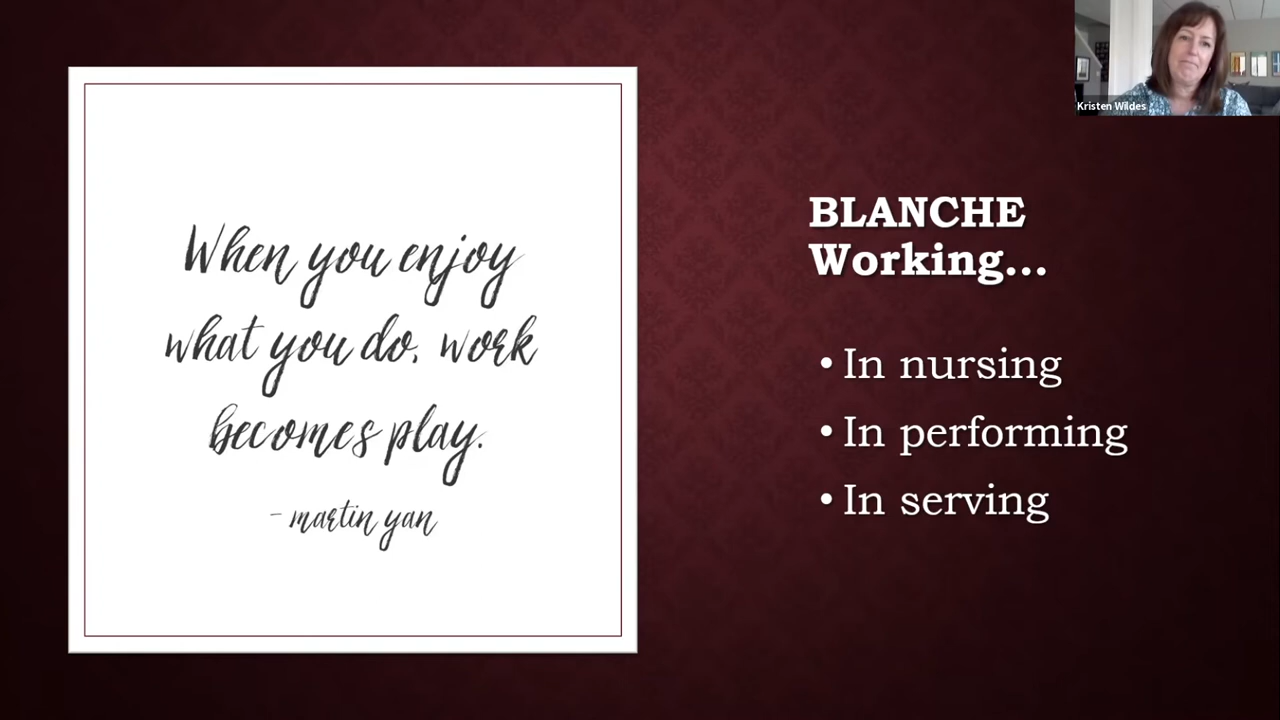 When you enjoy
what you do, work
becomes play.
- martin yan
Kristen Wildes
BLANCHE
Working...
• In nursing
• In performing
• In serving